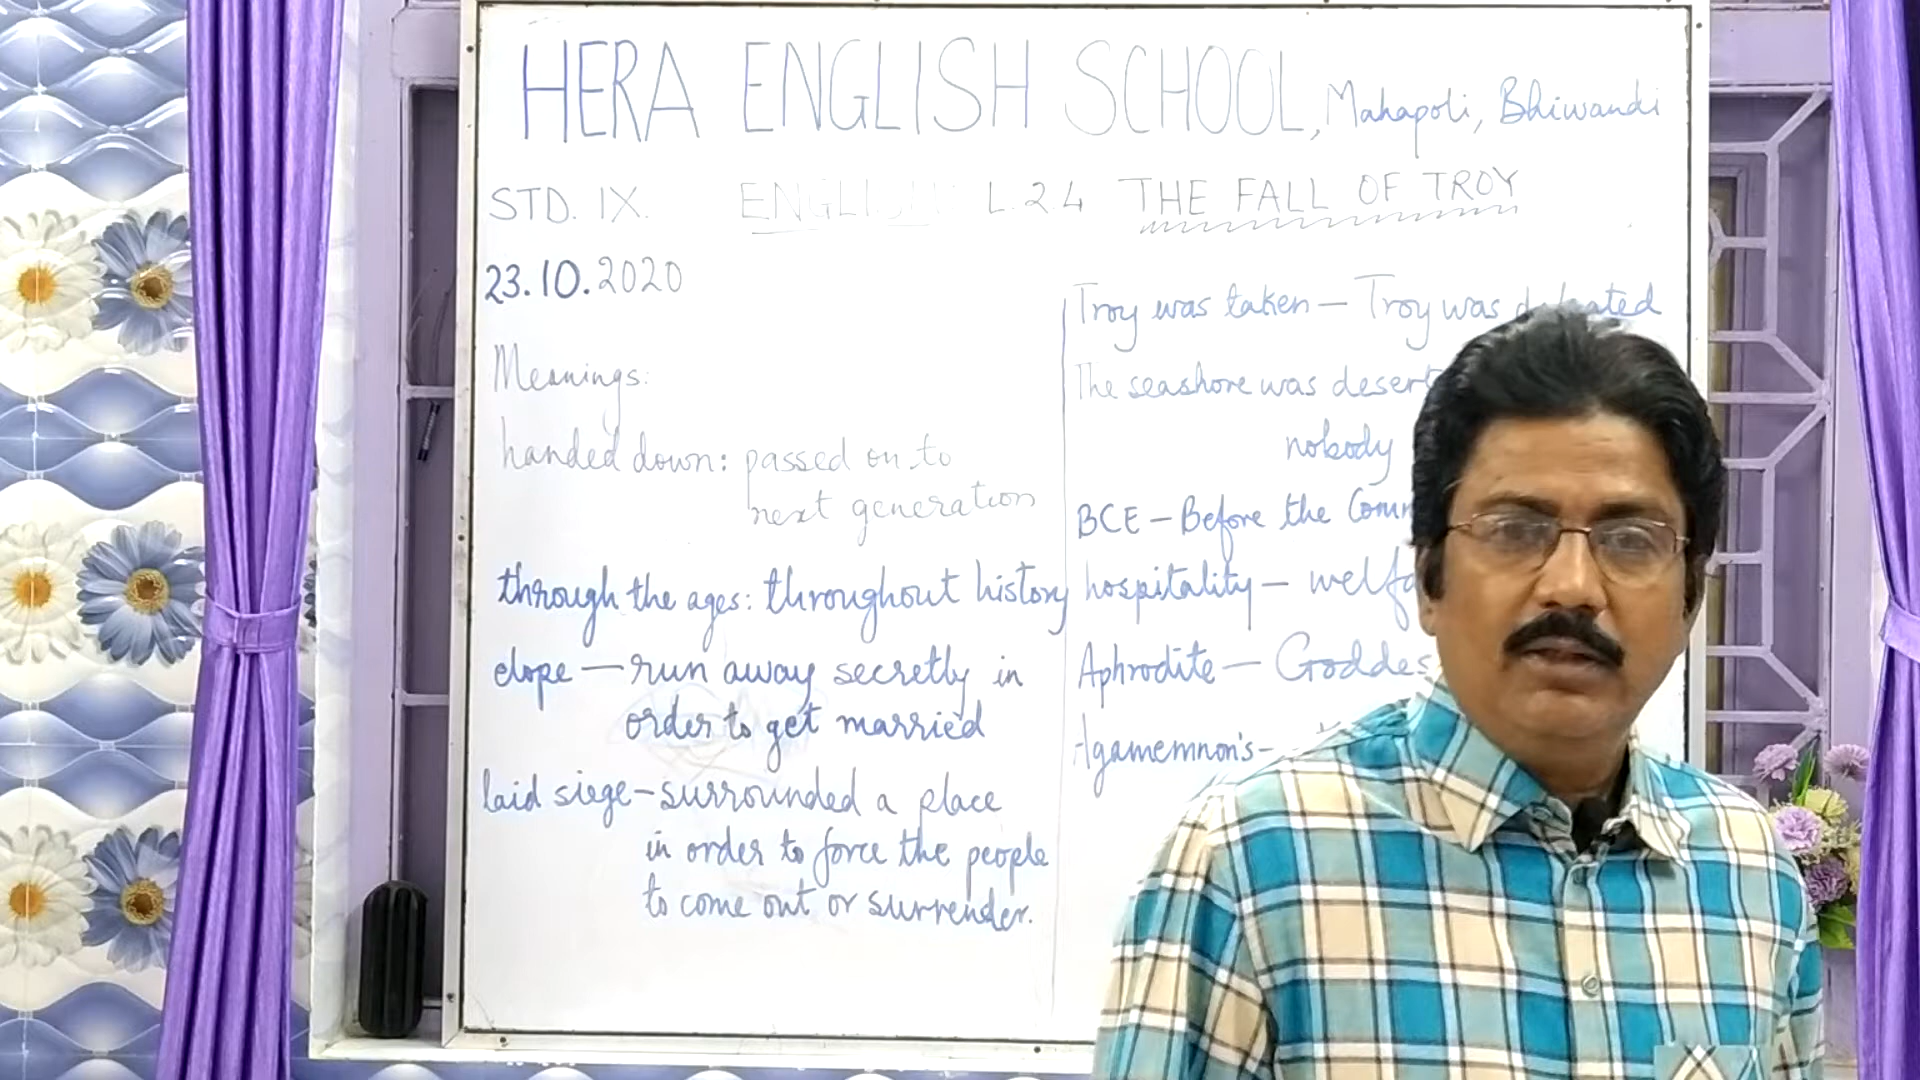 HERA ENGLISH SCHOOL, Mahapoli, Bhiwandi
STD. IX. ENGLISH L.2.4 THE FALL OF TROY
23.10.2020
Meanings:
handed down: passed on to
next generation
through the ages: throughout history
elope — run away secretly in
order to get married
laid siege — surrounded a place
in order to force the people
to come out or surrender.
Troy was taken — Troy was
The seashore was
nobody
BCE — Before the
hospitality —
Aphrodite —
Agamemnon's -